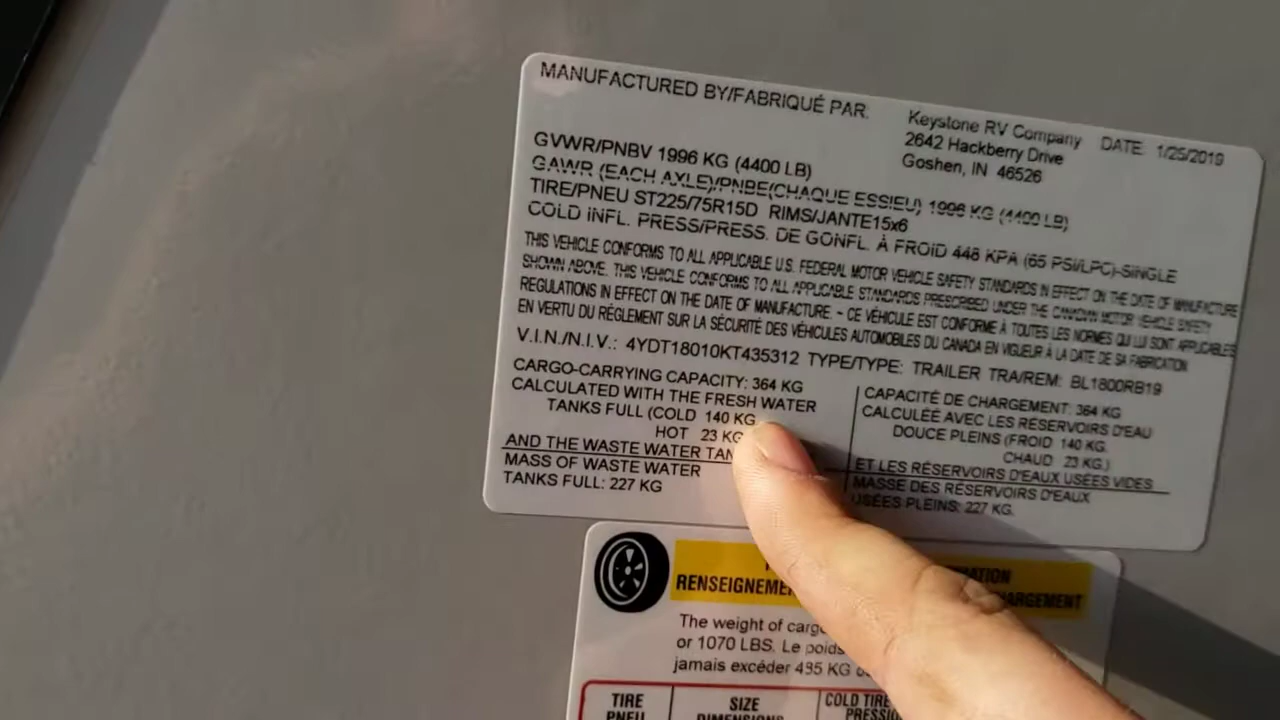 MANUFACTURED BY/FABRIQUÉ PAR:
Keystone RV Company
2642 Hackberry Drive
Goshen, IN 46526
DATE: 1/25/2019
GVWR/PNBV 1996 KG (4400 LB)
GAWR (EACH AXLE)/PNBE(CHAQUE ESSIEU) 1996 KG (4400 LB)
TIRE/PNEU ST225/75R15D RIMS/JANTE15x6
COLD INFL. PRESS/PRESS. DE GONFL. À FROID 448 KPA (65 PSI/LPC)-SINGLE
THIS VEHICLE CONFORMS TO ALL APPLICABLE U.S. FEDERAL MOTOR VEHICLE SAFETY STANDARDS IN EFFECT ON THE DATE OF MANUFACTURE
SHOWN ABOVE. THIS VEHICLE CONFORMS TO ALL APPLICABLE STANDARDS PRESCRIBED UNDER THE CANADIAN MOTOR VEHICLE SAFETY
REGULATIONS IN EFFECT ON THE DATE OF MANUFACTURE. - CE VÉHICULE EST CONFORME À TOUTES LES NORMES QUI LUI SONT APPLICABLES
EN VERTU DU RÉGLEMENT SUR LA SÉCURITÉ DES VÉHICULES AUTOMOBILES DU CANADA EN VIGUEUR À LA DATE DE SA FABRICATION.
V.I.N./N.I.V.: 4YDT18010KT435312 TYPE/TYPE: TRAILER TRA/REM: BL1800RB19
CARGO-CARRYING CAPACITY: 364 KG
CALCULATED WITH THE FRESH WATER
TANKS FULL (COLD 140 KG
HOT 23 KG
AND THE WASTE WATER
MASS OF WASTE WATER
TANKS FULL: 227 KG
CAPACITÉ DE CHARGEMENT: 364 KG
CALCULÉE AVEC LES RÉSERVOIRS D'EAU
DOUCE PLEINS (FROID 140 KG.
CHAUD 23 KG.)
ET LES RÉSERVOIRS D'EAUX USÉES VIDES
MASSE DES RÉSERVOIRS D'EAUX
USÉES PLEINS: 227 KG.
The weight of
or 1070 LBS. Le poids
jamais excéder 485 KG
TIRE
PNEU
SIZE
DIMENSIONS
COLD TIRE